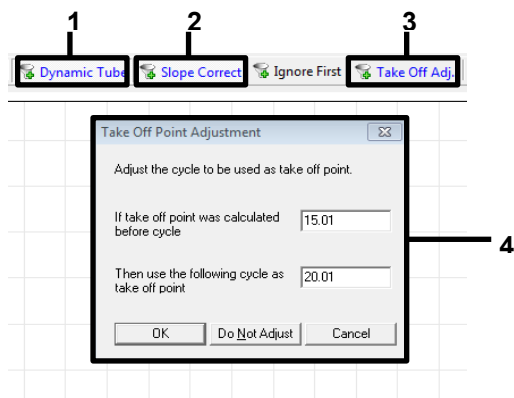 1 2 3
Dynamic Tube Slope Correct Ignore First Take Off Adj.
Take Off Point Adjustment
Adjust the cycle to be used as take off point.
If take off point was calculated
before cycle
15.01
Then use the following cycle as
take off point
20.01
4
OK Do Not Adjust Cancel